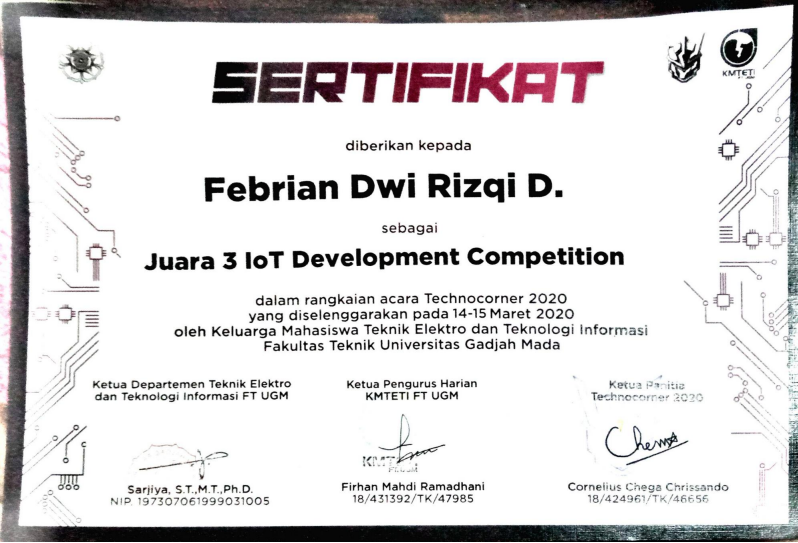 SERTIFIKAT
KMTETI
diberikan kepada
Febrian Dwi Rizqi D.
sebagai
Juara 3 IoT Development Competition
dalam rangkaian acara Technocorner 2020
yang diselenggarakan pada 14-15 Maret 2020
oleh Keluarga Mahasiswa Teknik Elektro dan Teknologi Informasi
Fakultas Teknik Universitas Gadjah Mada
Ketua Departemen Teknik Elektro
dan Teknologi Informasi FT UGM
Sarjiya, S.T.,M.T.,Ph.D.
NIP. 197307061999031005
Ketua Pengurus Harian
KMTETI FT UGM
Firhan Mahdi Ramadhani
18/431392/TK/47985
Ketua Panitia
Technocorner 2020
Cornelius Chega Chrissando
18/424961/TK/46656